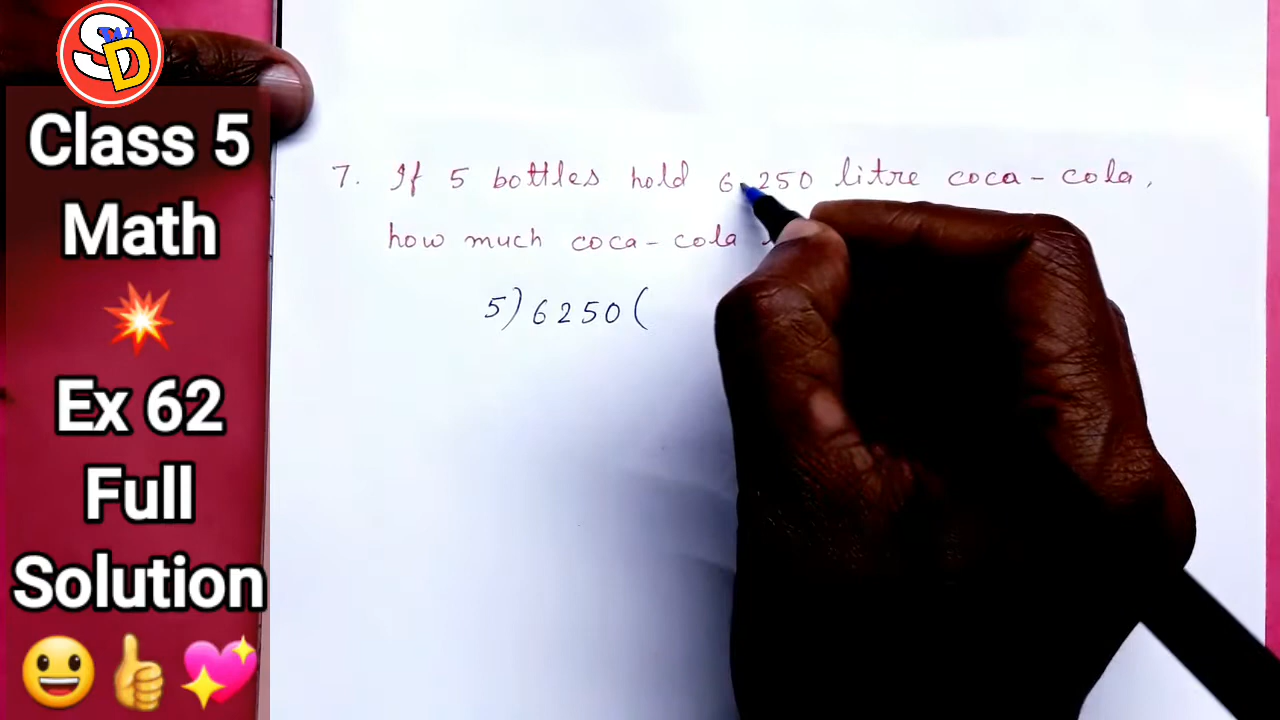 SWD
Class 5
Math
Ex 62
Full
Solution
7. If 5 bottles hold 6 250 litre coca-cola,
how much coca-cola
5)6250(